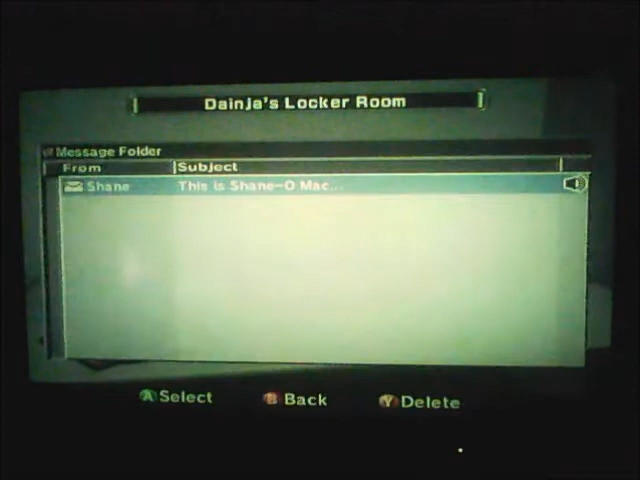 Dainja's Locker Room
Message Folder
From Subject
Shane This is Shane-O Mac...
A Select B Back Y Delete